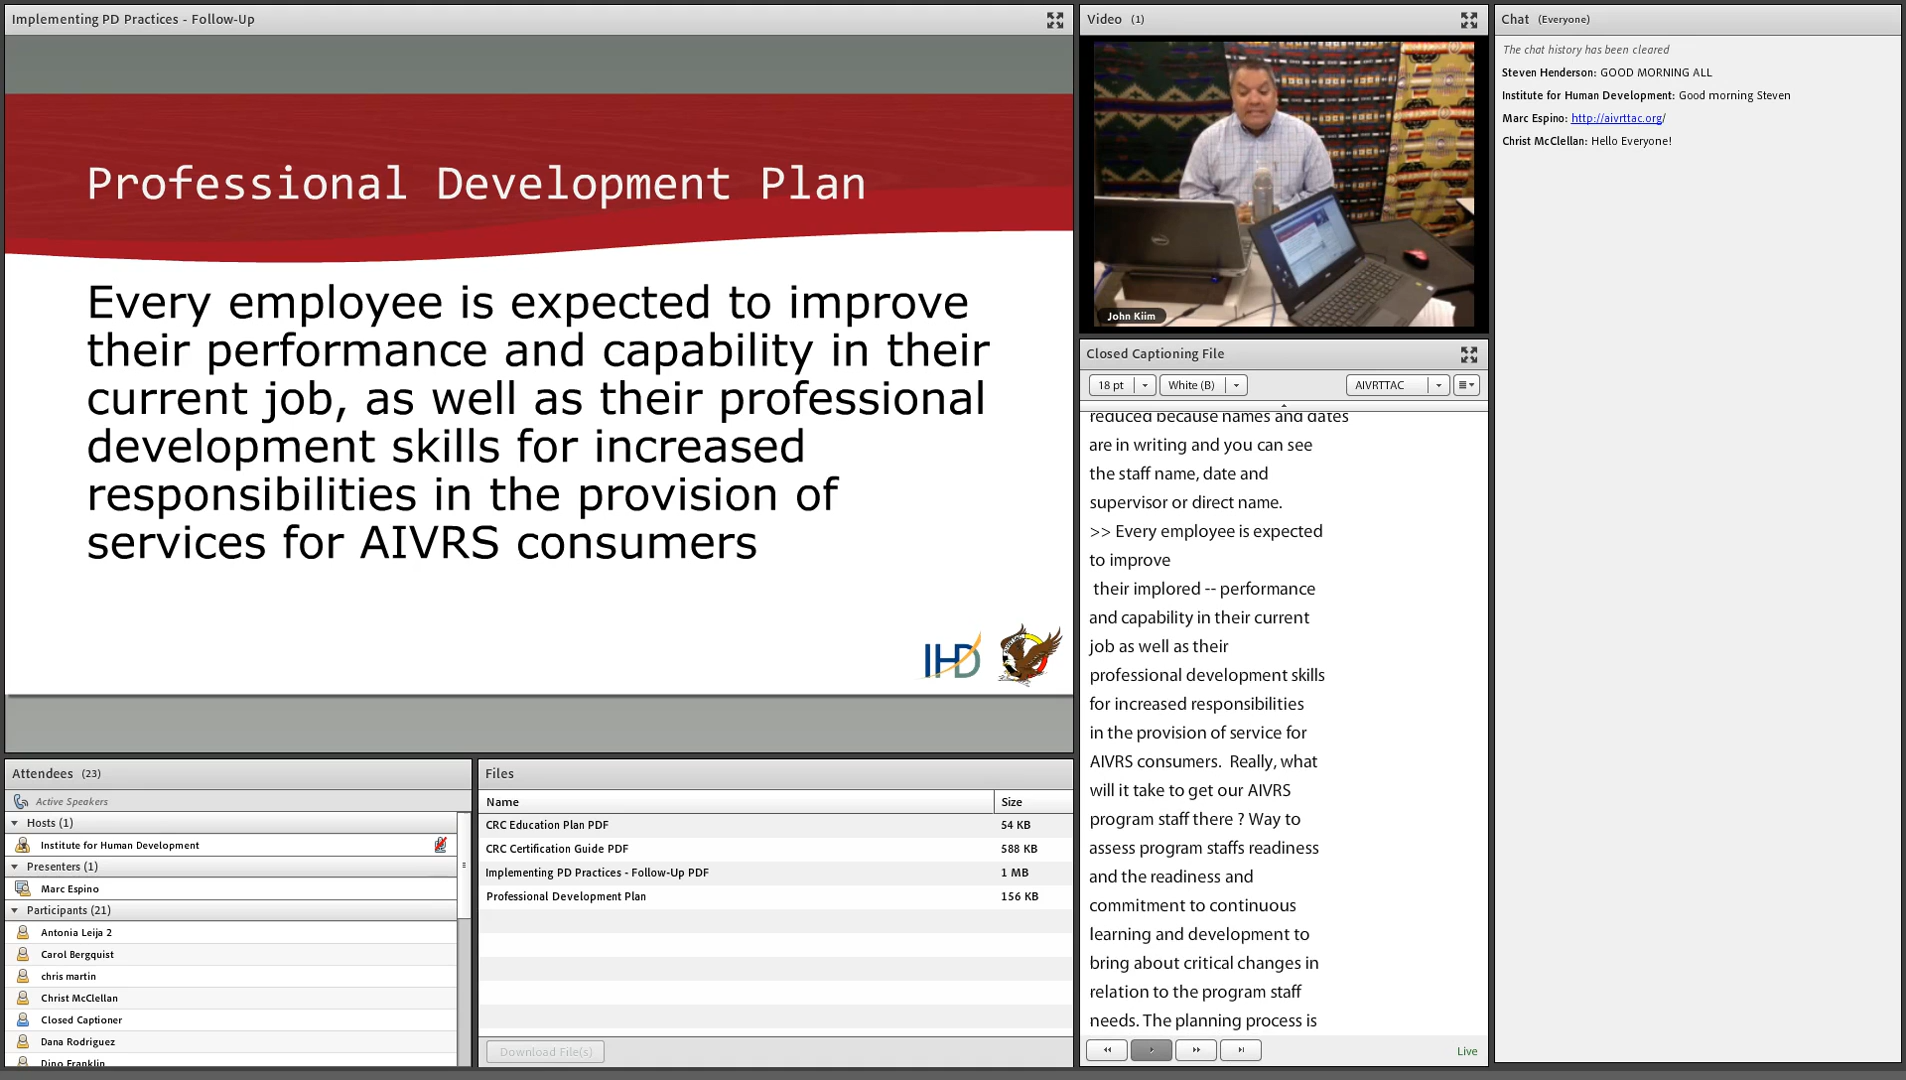 Implementing PD Practices - Follow-Up
Professional Development Plan
Every employee is expected to improve
their performance and capability in their
current job, as well as their professional
development skills for increased
responsibilities in the provision of
services for AIVRS consumers
IHD
Attendees (23)
Active Speakers
Hosts (1)
Institute for Human Development
Presenters (1)
Marc Espino
Participants (21)
Antonia Leija 2
Carol Bergquist
chris martin
Christ McClellan
Closed Captioner
Dana Rodriguez
Dino Franklin
Files
Name Size
CRC Education Plan PDF 54 KB
CRC Certification Guide PDF 588 KB
Implementing PD Practices - Follow-Up PDF 1 MB
Professional Development Plan 156 KB
Download File(s)
Video (1)
John Kiim
Closed Captioning File
18 pt White (B) AIVRTTAC
reduced because names and dates
are in writing and you can see
the staff name, date and
supervisor or direct name.
>> Every employee is expected
to improve
their implored -- performance
and capability in their current
job as well as their
professional development skills
for increased responsibilities
in the provision of service for
AIVRS consumers. Really, what
will it take to get our AIVRS
program staff there ? Way to
assess program staffs readiness
and the readiness and
commitment to continuous
learning and development to
bring about critical changes in
relation to the program staff
needs. The planning process is
Live
Chat (Everyone)
The chat history has been cleared
Steven Henderson: GOOD MORNING ALL
Institute for Human Development: Good morning Steven
Marc Espino: http://aivrttac.org/
Christ McClellan: Hello Everyone!